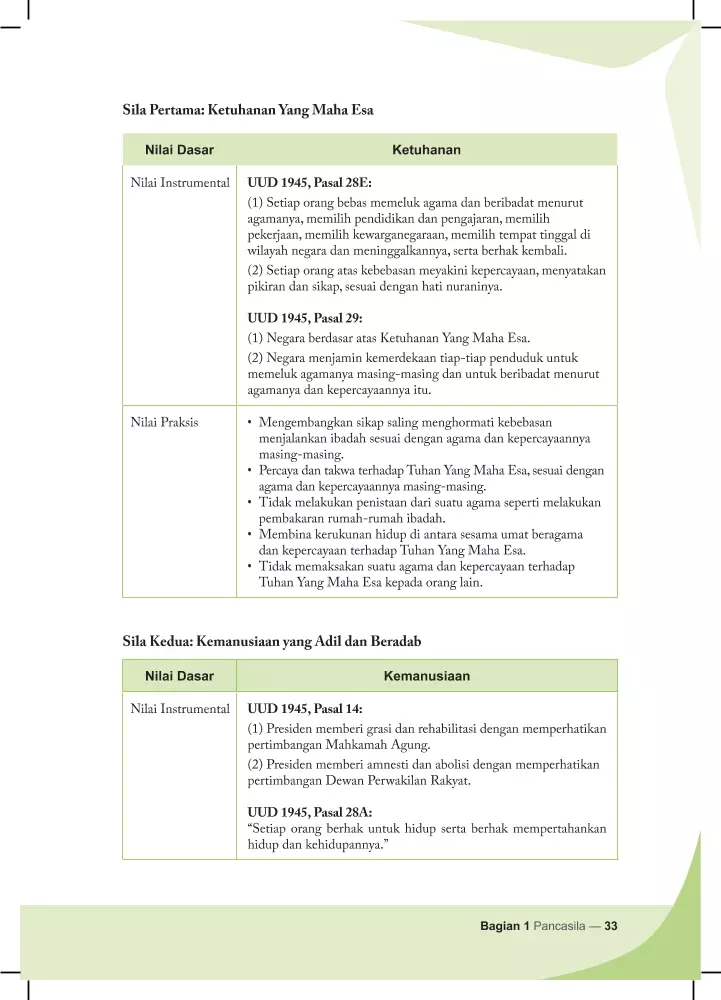 Sila Pertama: Ketuhanan Yang Maha Esa
Nilai Dasar
Ketuhanan
Nilai Instrumental
UUD 1945, Pasal 28E:
(1) Setiap orang bebas memeluk agama dan beribadat menurut
agamanya, memilih pendidikan dan pengajaran, memilih
pekerjaan, memilih kewarganegaraan, memilih tempat tinggal di
wilayah negara dan meninggalkannya, serta berhak kembali.
(2) Setiap orang atas kebebasan meyakini kepercayaan, menyatakan
pikiran dan sikap, sesuai dengan hati nuraninya.
UUD 1945, Pasal 29:
(1) Negara berdasar atas Ketuhanan Yang Maha Esa.
(2) Negara menjamin kemerdekaan tiap-tiap penduduk untuk
memeluk agamanya masing-masing dan untuk beribadat menurut
agamanya dan kepercayaannya itu.
Nilai Praksis
• Mengembangkan sikap saling menghormati kebebasan
menjalankan ibadah sesuai dengan agama dan kepercayaannya
masing-masing.
• Percaya dan takwa terhadap Tuhan Yang Maha Esa, sesuai dengan
agama dan kepercayaannya masing-masing.
• Tidak melakukan penistaan dari suatu agama seperti melakukan
pembakaran rumah-rumah ibadah.
• Membina kerukunan hidup di antara sesama umat beragama
dan kepercayaan terhadap Tuhan Yang Maha Esa.
• Tidak memaksakan suatu agama dan kepercayaan terhadap
Tuhan Yang Maha Esa kepada orang lain.
Sila Kedua: Kemanusiaan yang Adil dan Beradab
Nilai Dasar
Kemanusiaan
Nilai Instrumental
UUD 1945, Pasal 14:
(1) Presiden memberi grasi dan rehabilitasi dengan memperhatikan
pertimbangan Mahkamah Agung.
(2) Presiden memberi amnesti dan abolisi dengan memperhatikan
pertimbangan Dewan Perwakilan Rakyat.
UUD 1945, Pasal 28A:
“Setiap orang berhak untuk hidup serta berhak mempertahankan
hidup dan kehidupannya.”
Bagian 1 Pancasila — 33